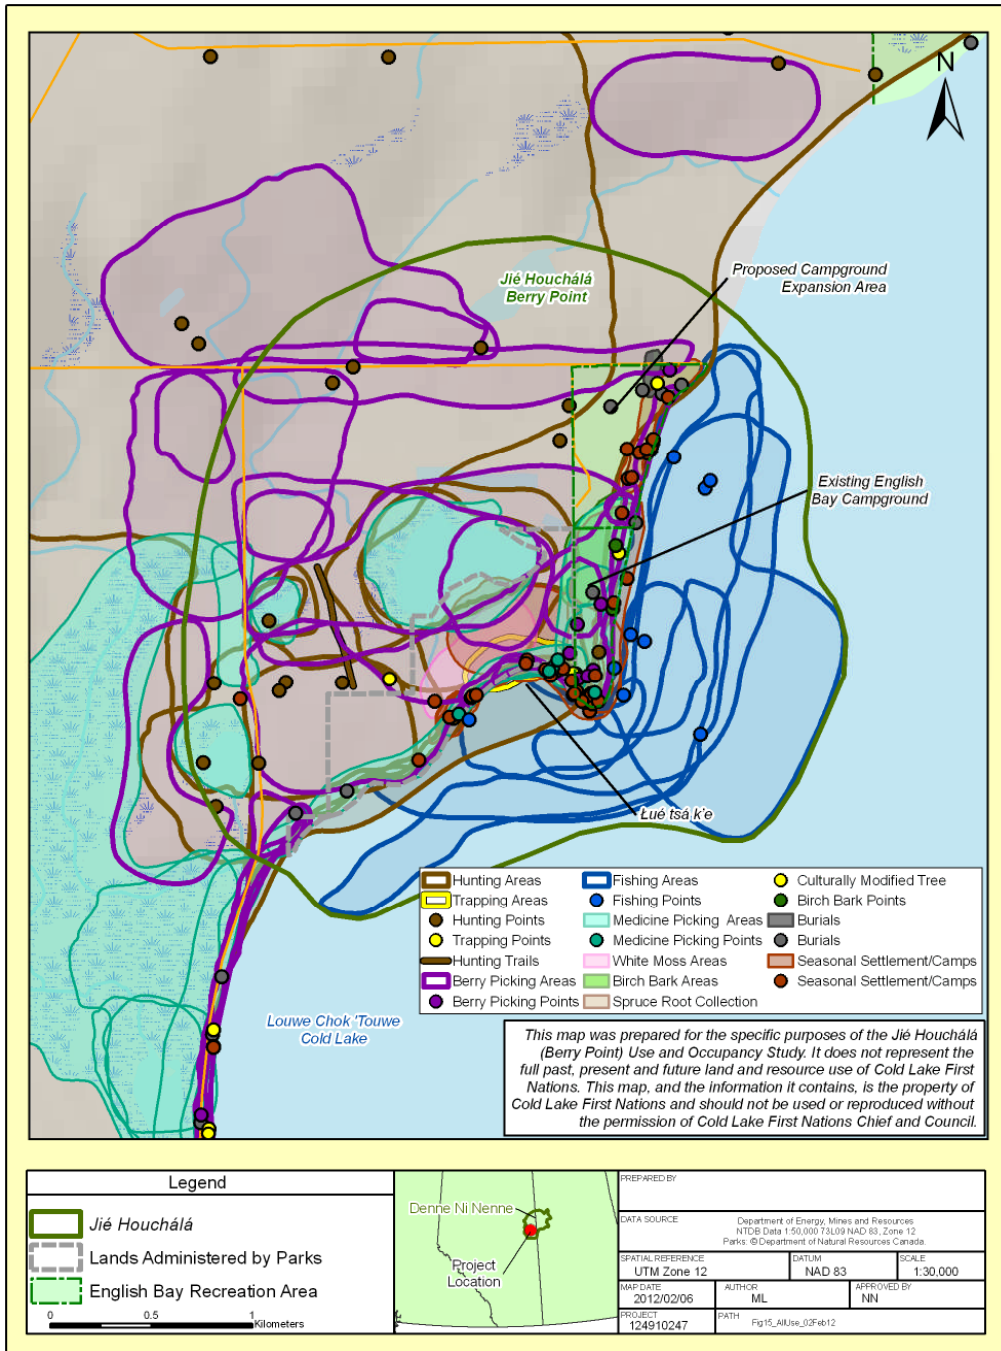 N
Jié Houchálá
Berry Point
Proposed Campground
Expansion Area
Existing English
Bay Campground
Łué tsá k'e
Louwe Chok 'Touwe
Cold Lake
Hunting Areas
Trapping Areas
Hunting Points
Trapping Points
Hunting Trails
Berry Picking Areas
Berry Picking Points
Fishing Areas
Fishing Points
Medicine Picking Areas
Medicine Picking Points
White Moss Areas
Birch Bark Areas
Spruce Root Collection
Culturally Modified Tree
Birch Bark Points
Burials
Burials
Seasonal Settlement/Camps
Seasonal Settlement/Camps
This map was prepared for the specific purposes of the Jié Houchálá
(Berry Point) Use and Occupancy Study. It does not represent the
full past, present and future land and resource use of Cold Lake First
Nations. This map, and the information it contains, is the property of
Cold Lake First Nations and should not be used or reproduced without
the permission of Cold Lake First Nations Chief and Council.
Legend
Jié Houchálá
Lands Administered by Parks
English Bay Recreation Area
0 0.5 1
Kilometers
Denne Ni Nenne
Project
Location
PREPARED BY
DATA SOURCE
Department of Energy, Mines and Resources
NTDB Data 1:50,000 73L09 NAD 83, Zone 12
Parks: © Department of Natural Resources Canada.
SPATIAL REFERENCE
UTM Zone 12
DATUM
NAD 83
SCALE
1:30,000
MAP DATE
2012/02/06
AUTHOR
ML
APPROVED BY
NN
PROJECT
124910247
PATH
Fig15_AllUse_02Feb12